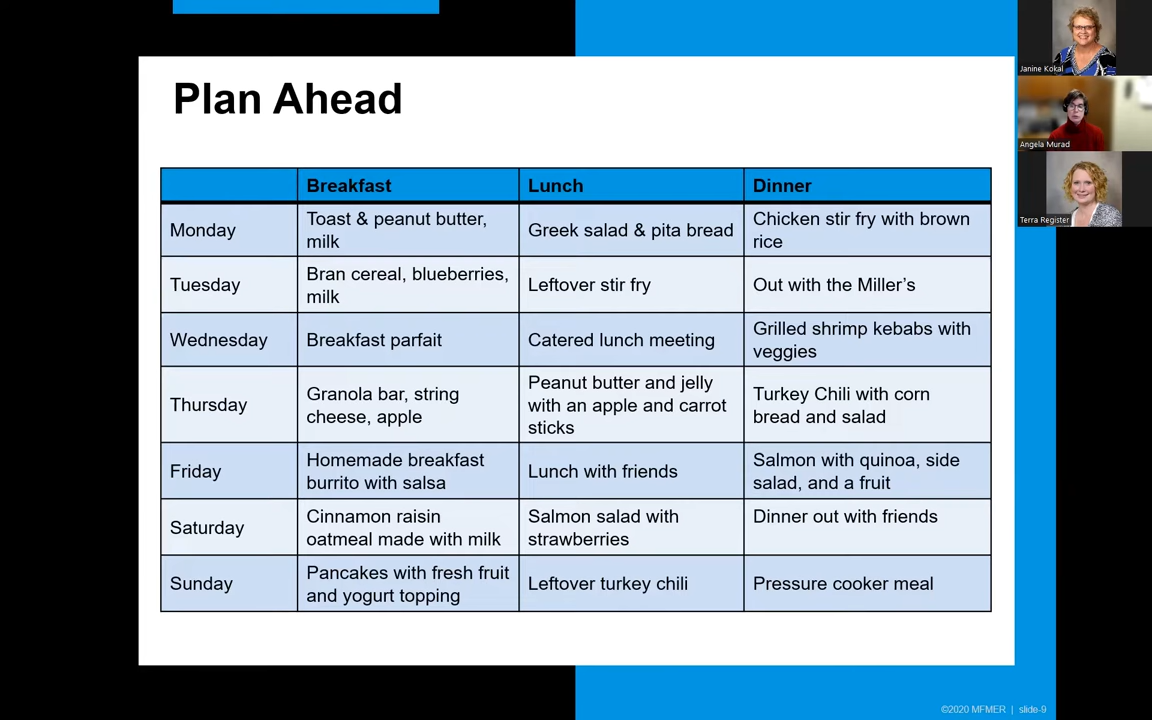 Plan Ahead
Breakfast
Lunch
Dinner
Monday
Toast & peanut butter,
milk
Greek salad & pita bread
Chicken stir fry with brown
rice
Tuesday
Bran cereal, blueberries,
milk
Leftover stir fry
Out with the Miller's
Wednesday
Breakfast parfait
Catered lunch meeting
Grilled shrimp kebabs with
veggies
Thursday
Granola bar, string
cheese, apple
Peanut butter and jelly
with an apple and carrot
sticks
Turkey Chili with corn
bread and salad
Friday
Homemade breakfast
burrito with salsa
Lunch with friends
Salmon with quinoa, side
salad, and a fruit
Saturday
Cinnamon raisin
oatmeal made with milk
Salmon salad with
strawberries
Dinner out with friends
Sunday
Pancakes with fresh fruit
and yogurt topping
Leftover turkey chili
Pressure cooker meal
Janine Kokal
Angela Murad
Terra Register
©2020 MFMER | slide-9